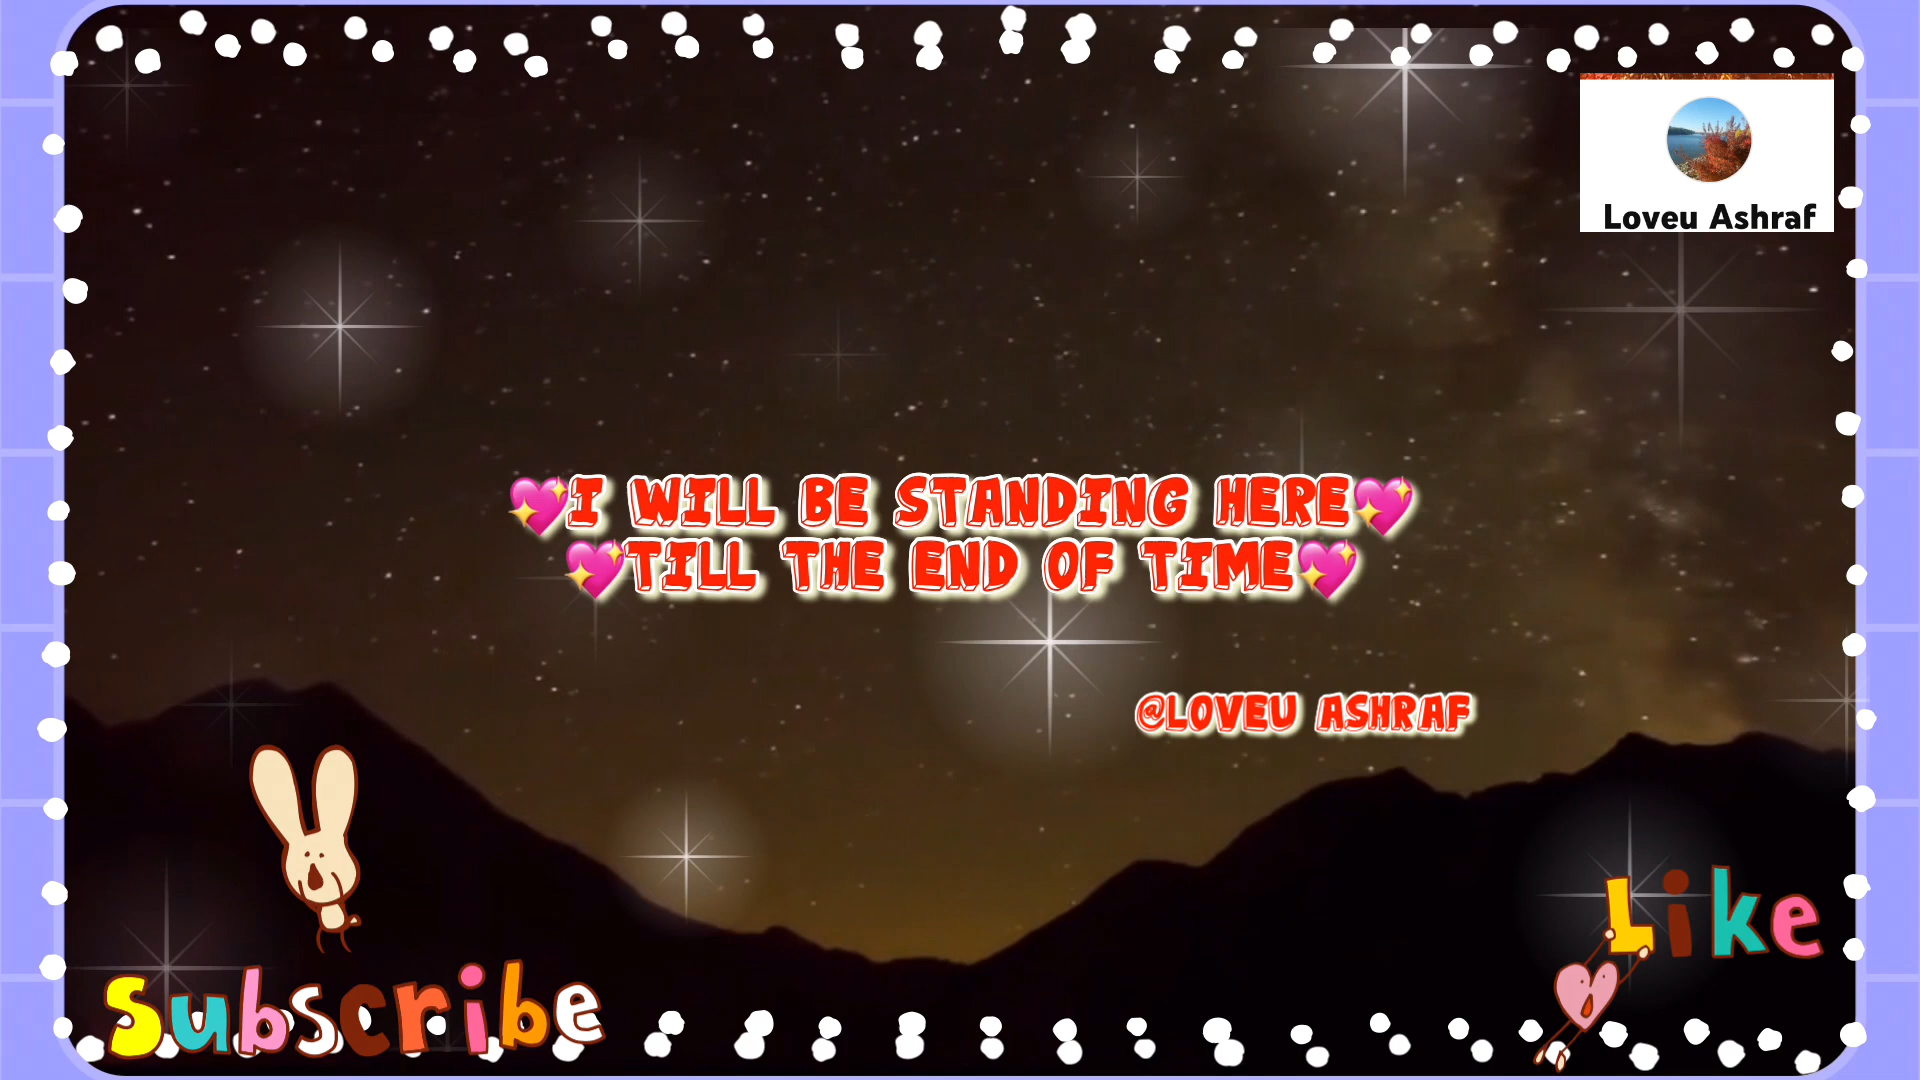 Loveu Ashraf
💖I WILL BE STANDING HERE💖
💖TILL THE END OF TIME💖
@LOVEU ASHRAF
Like
Subscribe